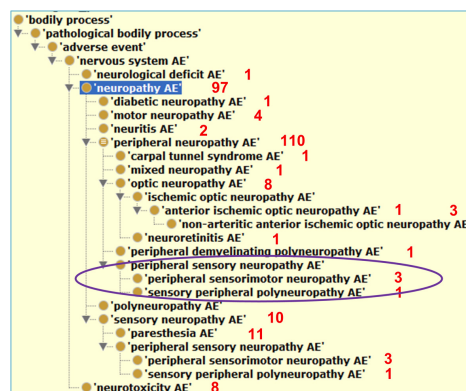 'bodily process'
'pathological bodily process'
'adverse event'
'nervous system AE'
'neurological deficit AE' 1
'neuropathy AE' 97
'diabetic neuropathy AE' 1
'motor neuropathy AE' 4
'neuritis AE' 2
'peripheral neuropathy AE' 110
'carpal tunnel syndrome AE' 1
'mixed neuropathy AE' 1
'optic neuropathy AE' 8
'ischemic optic neuropathy AE'
'anterior ischemic optic neuropathy AE' 1 3
'non-arteritic anterior ischemic optic neuropathy AE
'neuroretinitis AE' 1
'peripheral demyelinating polyneuropathy AE' 1
'peripheral sensory neuropathy AE'
'peripheral sensorimotor neuropathy AE' 3
'sensory peripheral polyneuropathy AE' 1
'polyneuropathy AE'
'sensory neuropathy AE' 10
'paresthesia AE' 11
'peripheral sensory neuropathy AE'
'peripheral sensorimotor neuropathy AE' 3
'sensory peripheral polyneuropathy AE' 1
'neurotoxicity AE' 8